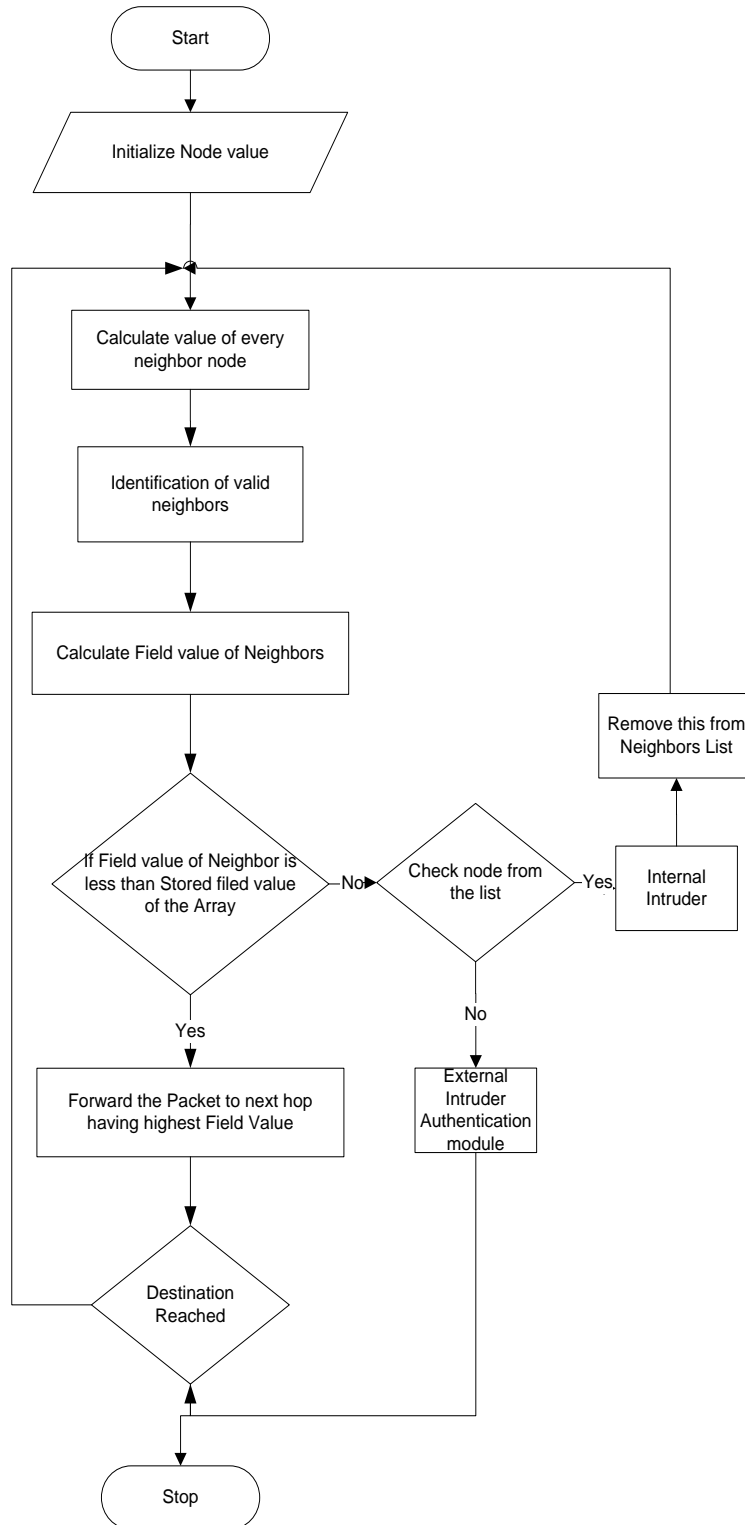 Start
Initialize Node value
Calculate value of every
neighbor node
Identification of valid
neighbors
Calculate Field value of Neighbors
Remove this from
Neighbors List
If Field value of Neighbor is
less than Stored filed value
of the Array
No
Check node from
the list
Yes
Internal
Intruder
Yes
No
Forward the Packet to next hop
having highest Field Value
External
Intruder
Authentication
module
Destination
Reached
Stop